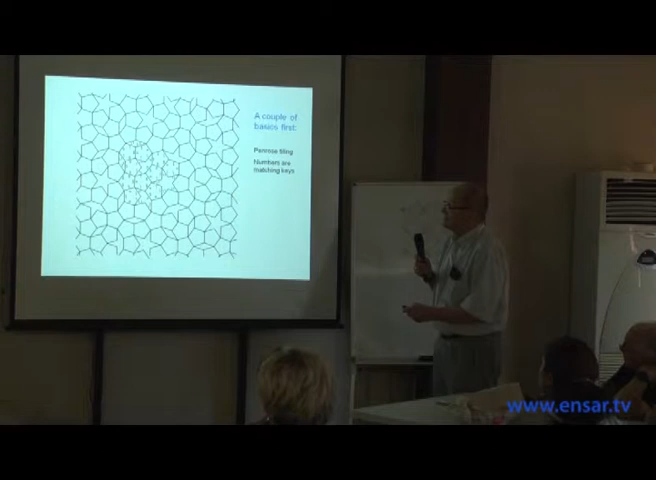 A couple of
basics first:
Penrose tiling
Numbers are
matching keys
www.ensar.tv